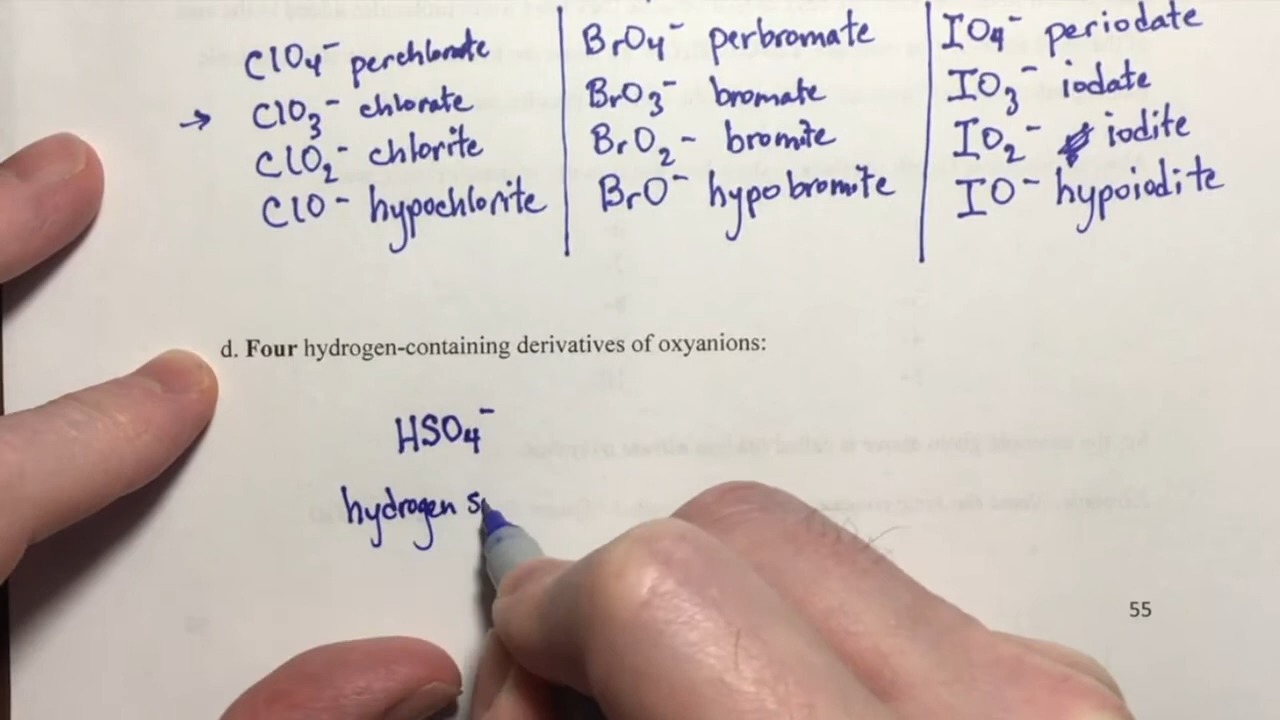 ClO₄⁻ perchlorate
→ ClO₃⁻ chlorate
ClO₂⁻ chlorite
ClO⁻ hypochlorite
BrO₄⁻ perbromate
BrO₃⁻ bromate
BrO₂⁻ bromite
BrO⁻ hypobromite
IO₄⁻ periodate
IO₃⁻ iodate
IO₂⁻ iodite
IO⁻ hypoiodite
d. Four hydrogen-containing derivatives of oxyanions:
HSO₄⁻
hydrogen s
55